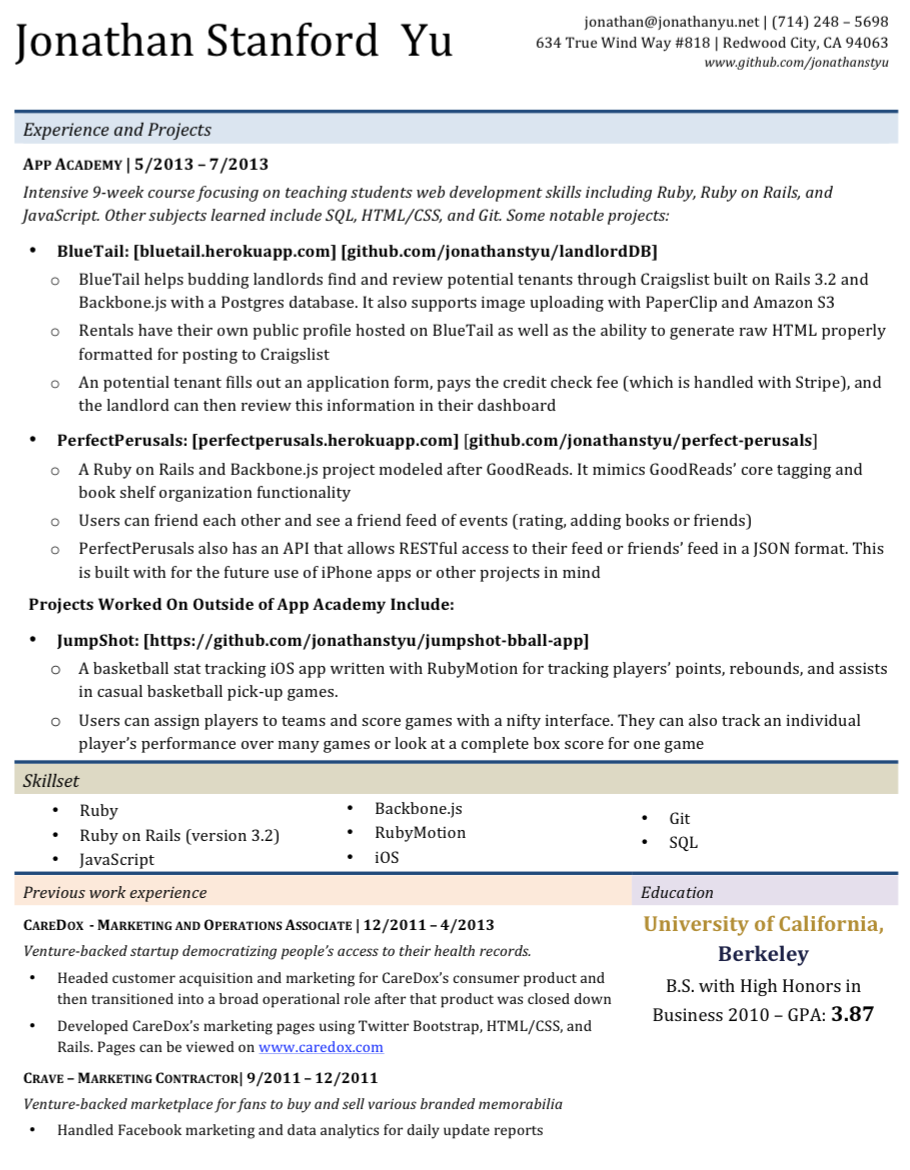 Jonathan Stanford Yu
jonathan@jonathanyu.net | (714) 248 – 5698
634 True Wind Way #818 | Redwood City, CA 94063
www.github.com/jonathanstyu
Experience and Projects
APP ACADEMY | 5/2013 – 7/2013
Intensive 9-week course focusing on teaching students web development skills including Ruby, Ruby on Rails, and
JavaScript. Other subjects learned include SQL, HTML/CSS, and Git. Some notable projects:
• BlueTail: [bluetail.herokuapp.com] [github.com/jonathanstyu/landlordDB]
o BlueTail helps budding landlords find and review potential tenants through Craigslist built on Rails 3.2 and
Backbone.js with a Postgres database. It also supports image uploading with PaperClip and Amazon S3
o Rentals have their own public profile hosted on BlueTail as well as the ability to generate raw HTML properly
formatted for posting to Craigslist
o An potential tenant fills out an application form, pays the credit check fee (which is handled with Stripe), and
the landlord can then review this information in their dashboard
• PerfectPerusals: [perfectperusals.herokuapp.com] [github.com/jonathanstyu/perfect-perusals]
o A Ruby on Rails and Backbone.js project modeled after GoodReads. It mimics GoodReads’ core tagging and
book shelf organization functionality
o Users can friend each other and see a friend feed of events (rating, adding books or friends)
o PerfectPerusals also has an API that allows RESTful access to their feed or friends’ feed in a JSON format. This
is built with for the future use of iPhone apps or other projects in mind
Projects Worked On Outside of App Academy Include:
• JumpShot: [https://github.com/jonathanstyu/jumpshot-bball-app]
o A basketball stat tracking iOS app written with RubyMotion for tracking players’ points, rebounds, and assists
in casual basketball pick-up games.
o Users can assign players to teams and score games with a nifty interface. They can also track an individual
player’s performance over many games or look at a complete box score for one game
Skillset
• Ruby
• Ruby on Rails (version 3.2)
• JavaScript
• Backbone.js
• RubyMotion
• iOS
• Git
• SQL
Previous work experience
CAREDOX - MARKETING AND OPERATIONS ASSOCIATE | 12/2011 – 4/2013
Venture-backed startup democratizing people’s access to their health records.
• Headed customer acquisition and marketing for CareDox’s consumer product and
then transitioned into a broad operational role after that product was closed down
• Developed CareDox’s marketing pages using Twitter Bootstrap, HTML/CSS, and
Rails. Pages can be viewed on www.caredox.com
CRAVE – MARKETING CONTRACTOR| 9/2011 – 12/2011
Venture-backed marketplace for fans to buy and sell various branded memorabilia
• Handled Facebook marketing and data analytics for daily update reports
Education
University of California,
Berkeley
B.S. with High Honors in
Business 2010 – GPA: 3.87